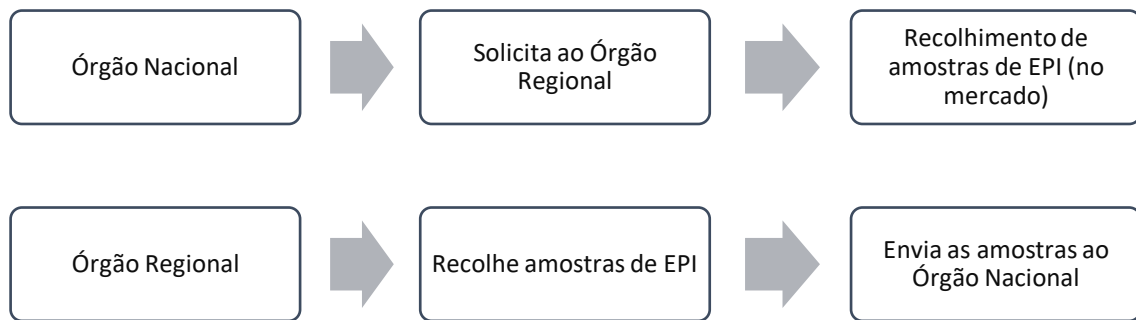 Órgão Nacional
Solicita ao Órgão
Regional
Recolhimento de
amostras de EPI (no
mercado)
Órgão Regional
Recolhe amostras de EPI
Envia as amostras ao
Órgão Nacional